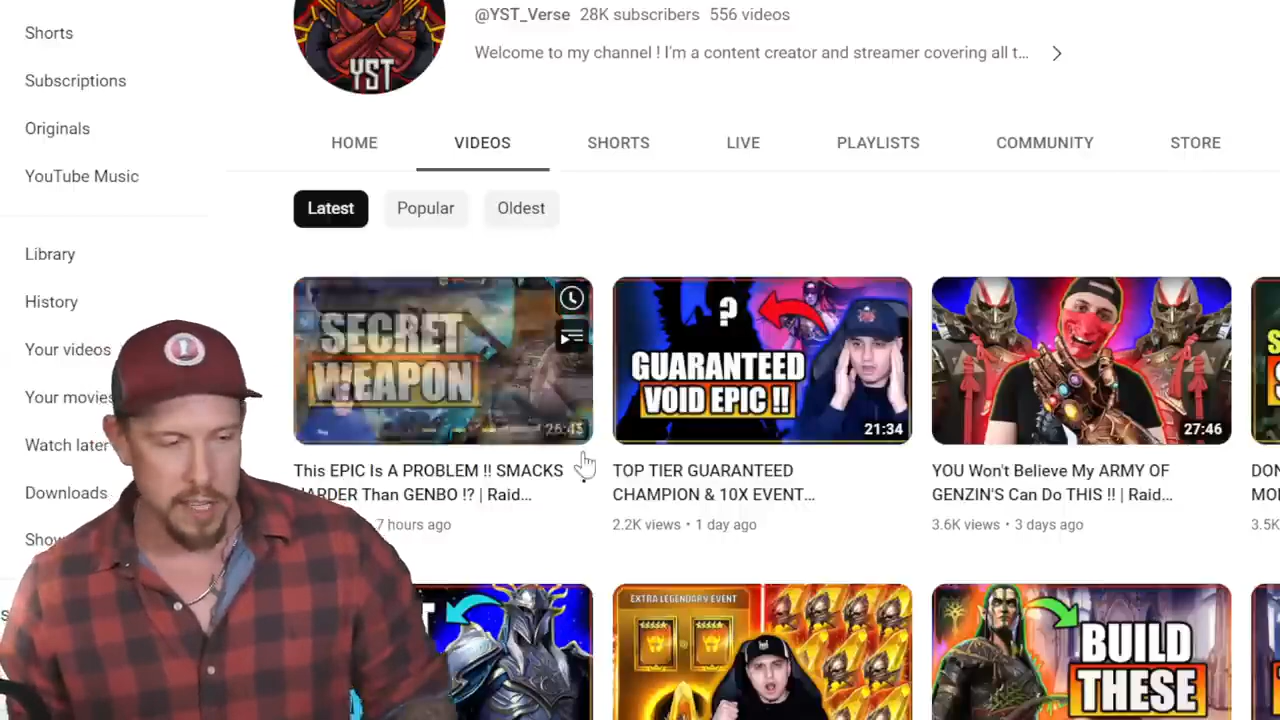 Shorts
Subscriptions
Originals
YouTube Music
Library
History
Your videos
Your movies
Watch later
Downloads
YST
@YST_Verse 28K subscribers 556 videos
Welcome to my channel ! I'm a content creator and streamer covering all t...
HOME VIDEOS SHORTS LIVE PLAYLISTS COMMUNITY STORE
Latest Popular Oldest
SECRET
WEAPON
?
GUARANTEED
VOID EPIC !!
21:34
27:46
This EPIC Is A PROBLEM !! SMACKS
HARDER Than GENBO !? | Raid...
7 hours ago
TOP TIER GUARANTEED
CHAMPION & 10X EVENT...
2.2K views • 1 day ago
YOU Won't Believe My ARMY OF
GENZIN'S Can Do THIS !! | Raid...
3.6K views • 3 days ago
3.5K
EXTRA LEGENDARY EVENT
BUILD
THESE